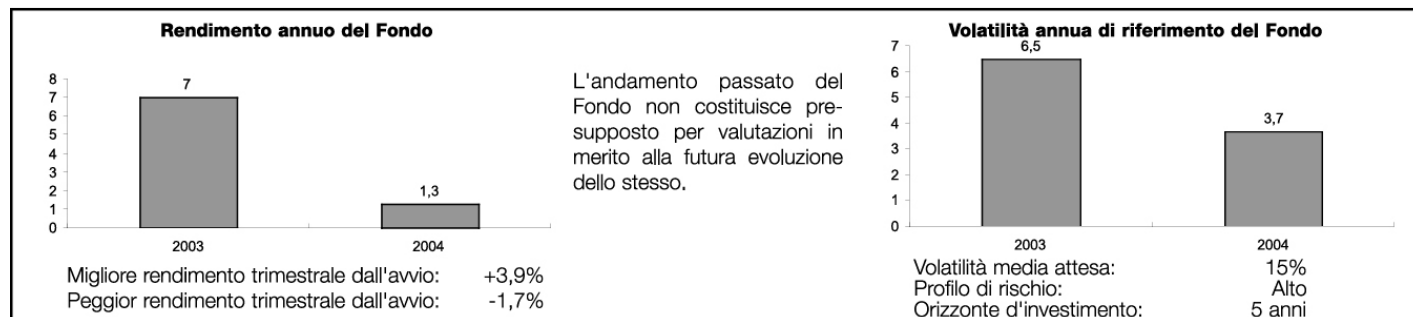 Rendimento annuo del Fondo
8
7
6
5
4
3
2
1
0
7
1,3
2003 2004
Migliore rendimento trimestrale dall'avvio: +3,9%
Peggior rendimento trimestrale dall'avvio: -1,7%
L'andamento passato del
Fondo non costituisce pre-
supposto per valutazioni in
merito alla futura evoluzione
dello stesso.
Volatilità annua di riferimento del Fondo
7
6
5
4
3
2
1
0
6,5
3,7
2003 2004
Volatilità media attesa: 15%
Profilo di rischio: Alto
Orizzonte d'investimento: 5 anni